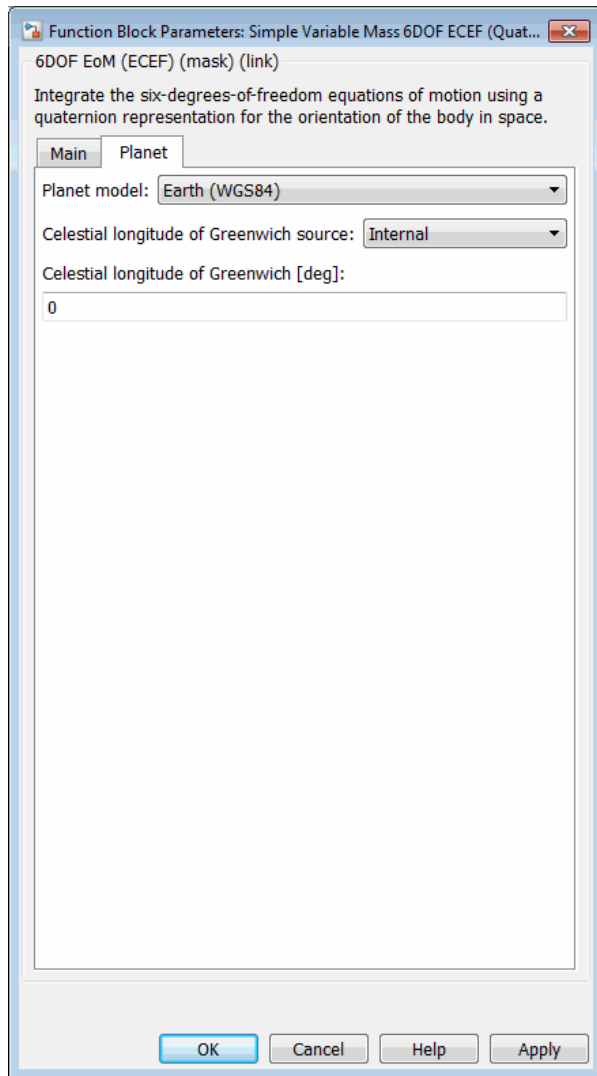 Function Block Parameters: Simple Variable Mass 6DOF ECEF (Quat...
6DOF EoM (ECEF) (mask) (link)
Integrate the six-degrees-of-freedom equations of motion using a
quaternion representation for the orientation of the body in space.
Main Planet
Planet model: Earth (WGS84)
Celestial longitude of Greenwich source: Internal
Celestial longitude of Greenwich [deg]:
0
OK Cancel Help Apply